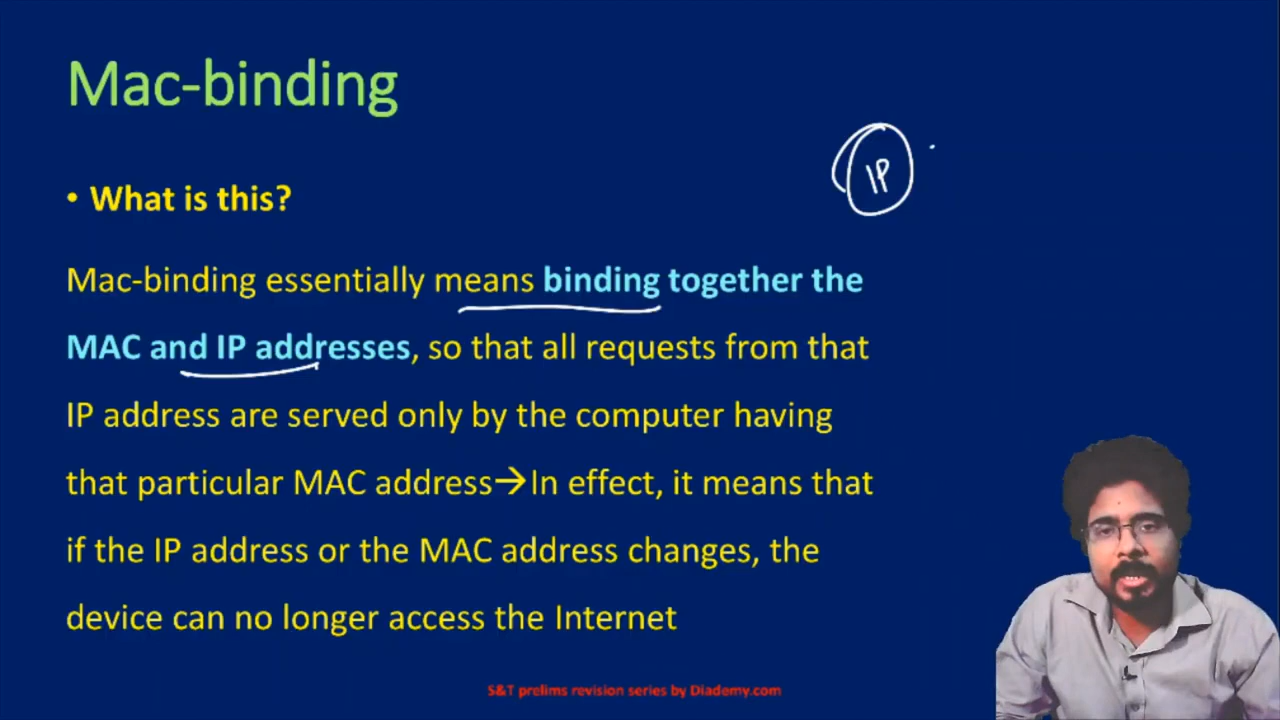 Mac-binding
IP
• What is this?
Mac-binding essentially means binding together the
MAC and IP addresses, so that all requests from that
IP address are served only by the computer having
that particular MAC address→In effect, it means that
if the IP address or the MAC address changes, the
device can no longer access the Internet
S&T prelims revision series by Diademy.com